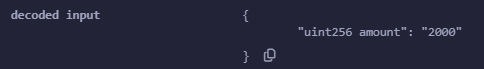 decoded input {
"uint256 amount": "2000"
}